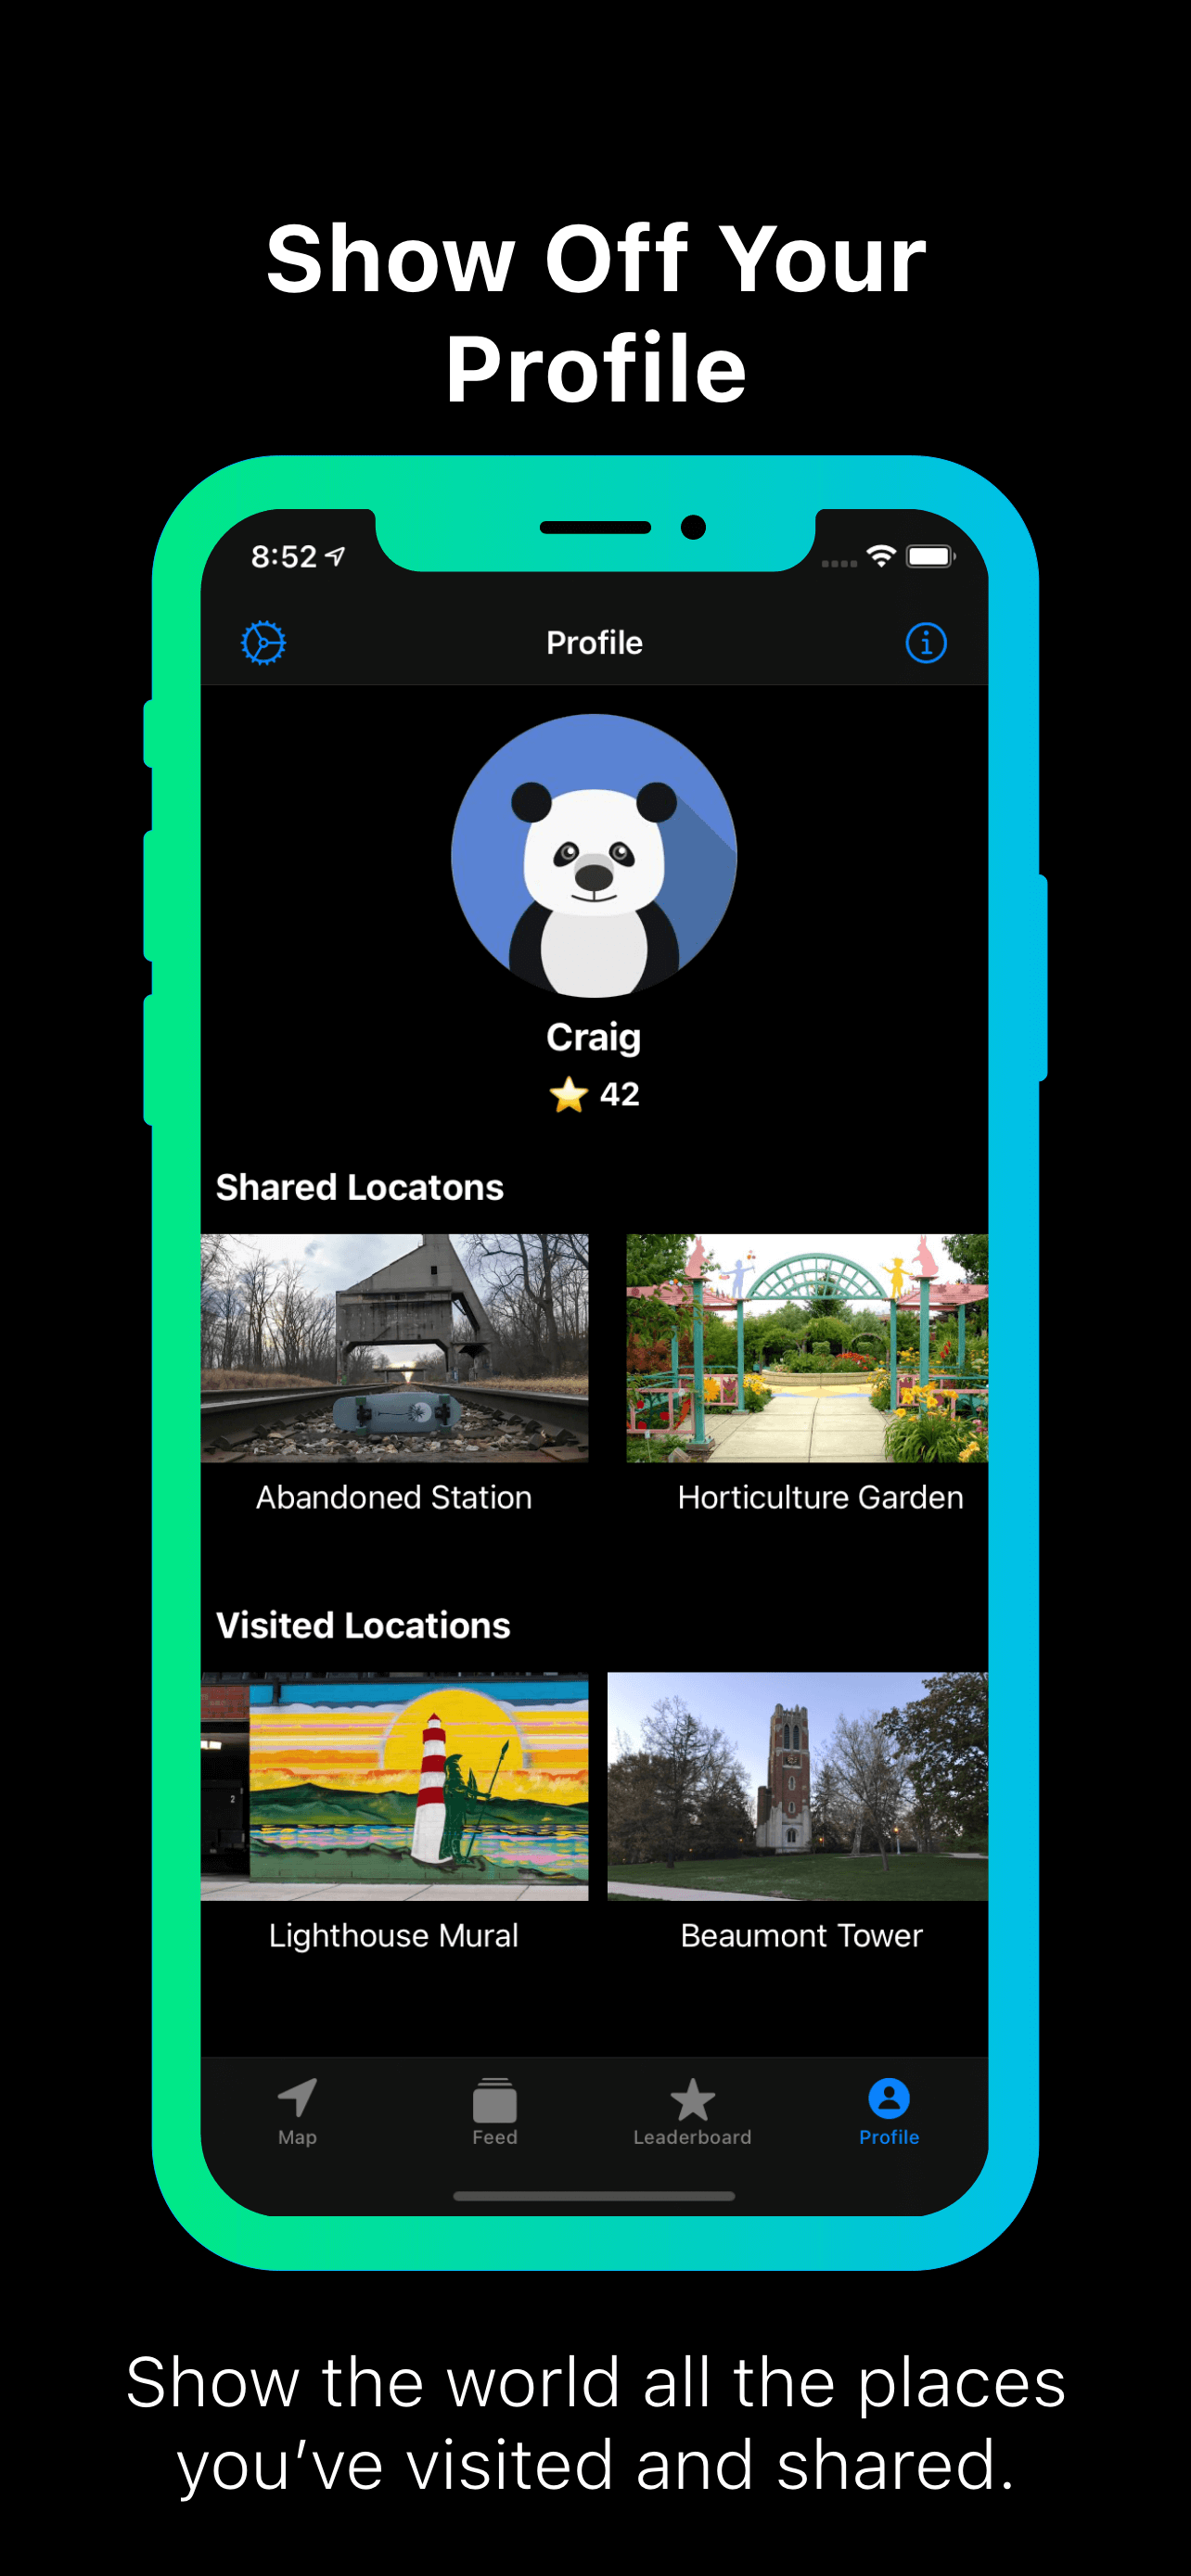 Show Off Your
Profile
8:52
Profile
Craig
42
Shared Locatons
Abandoned Station
Horticulture Garden
Visited Locations
2
Lighthouse Mural
Beaumont Tower
Map
Feed
Leaderboard
Profile
Show the world all the places
you’ve visited and shared.